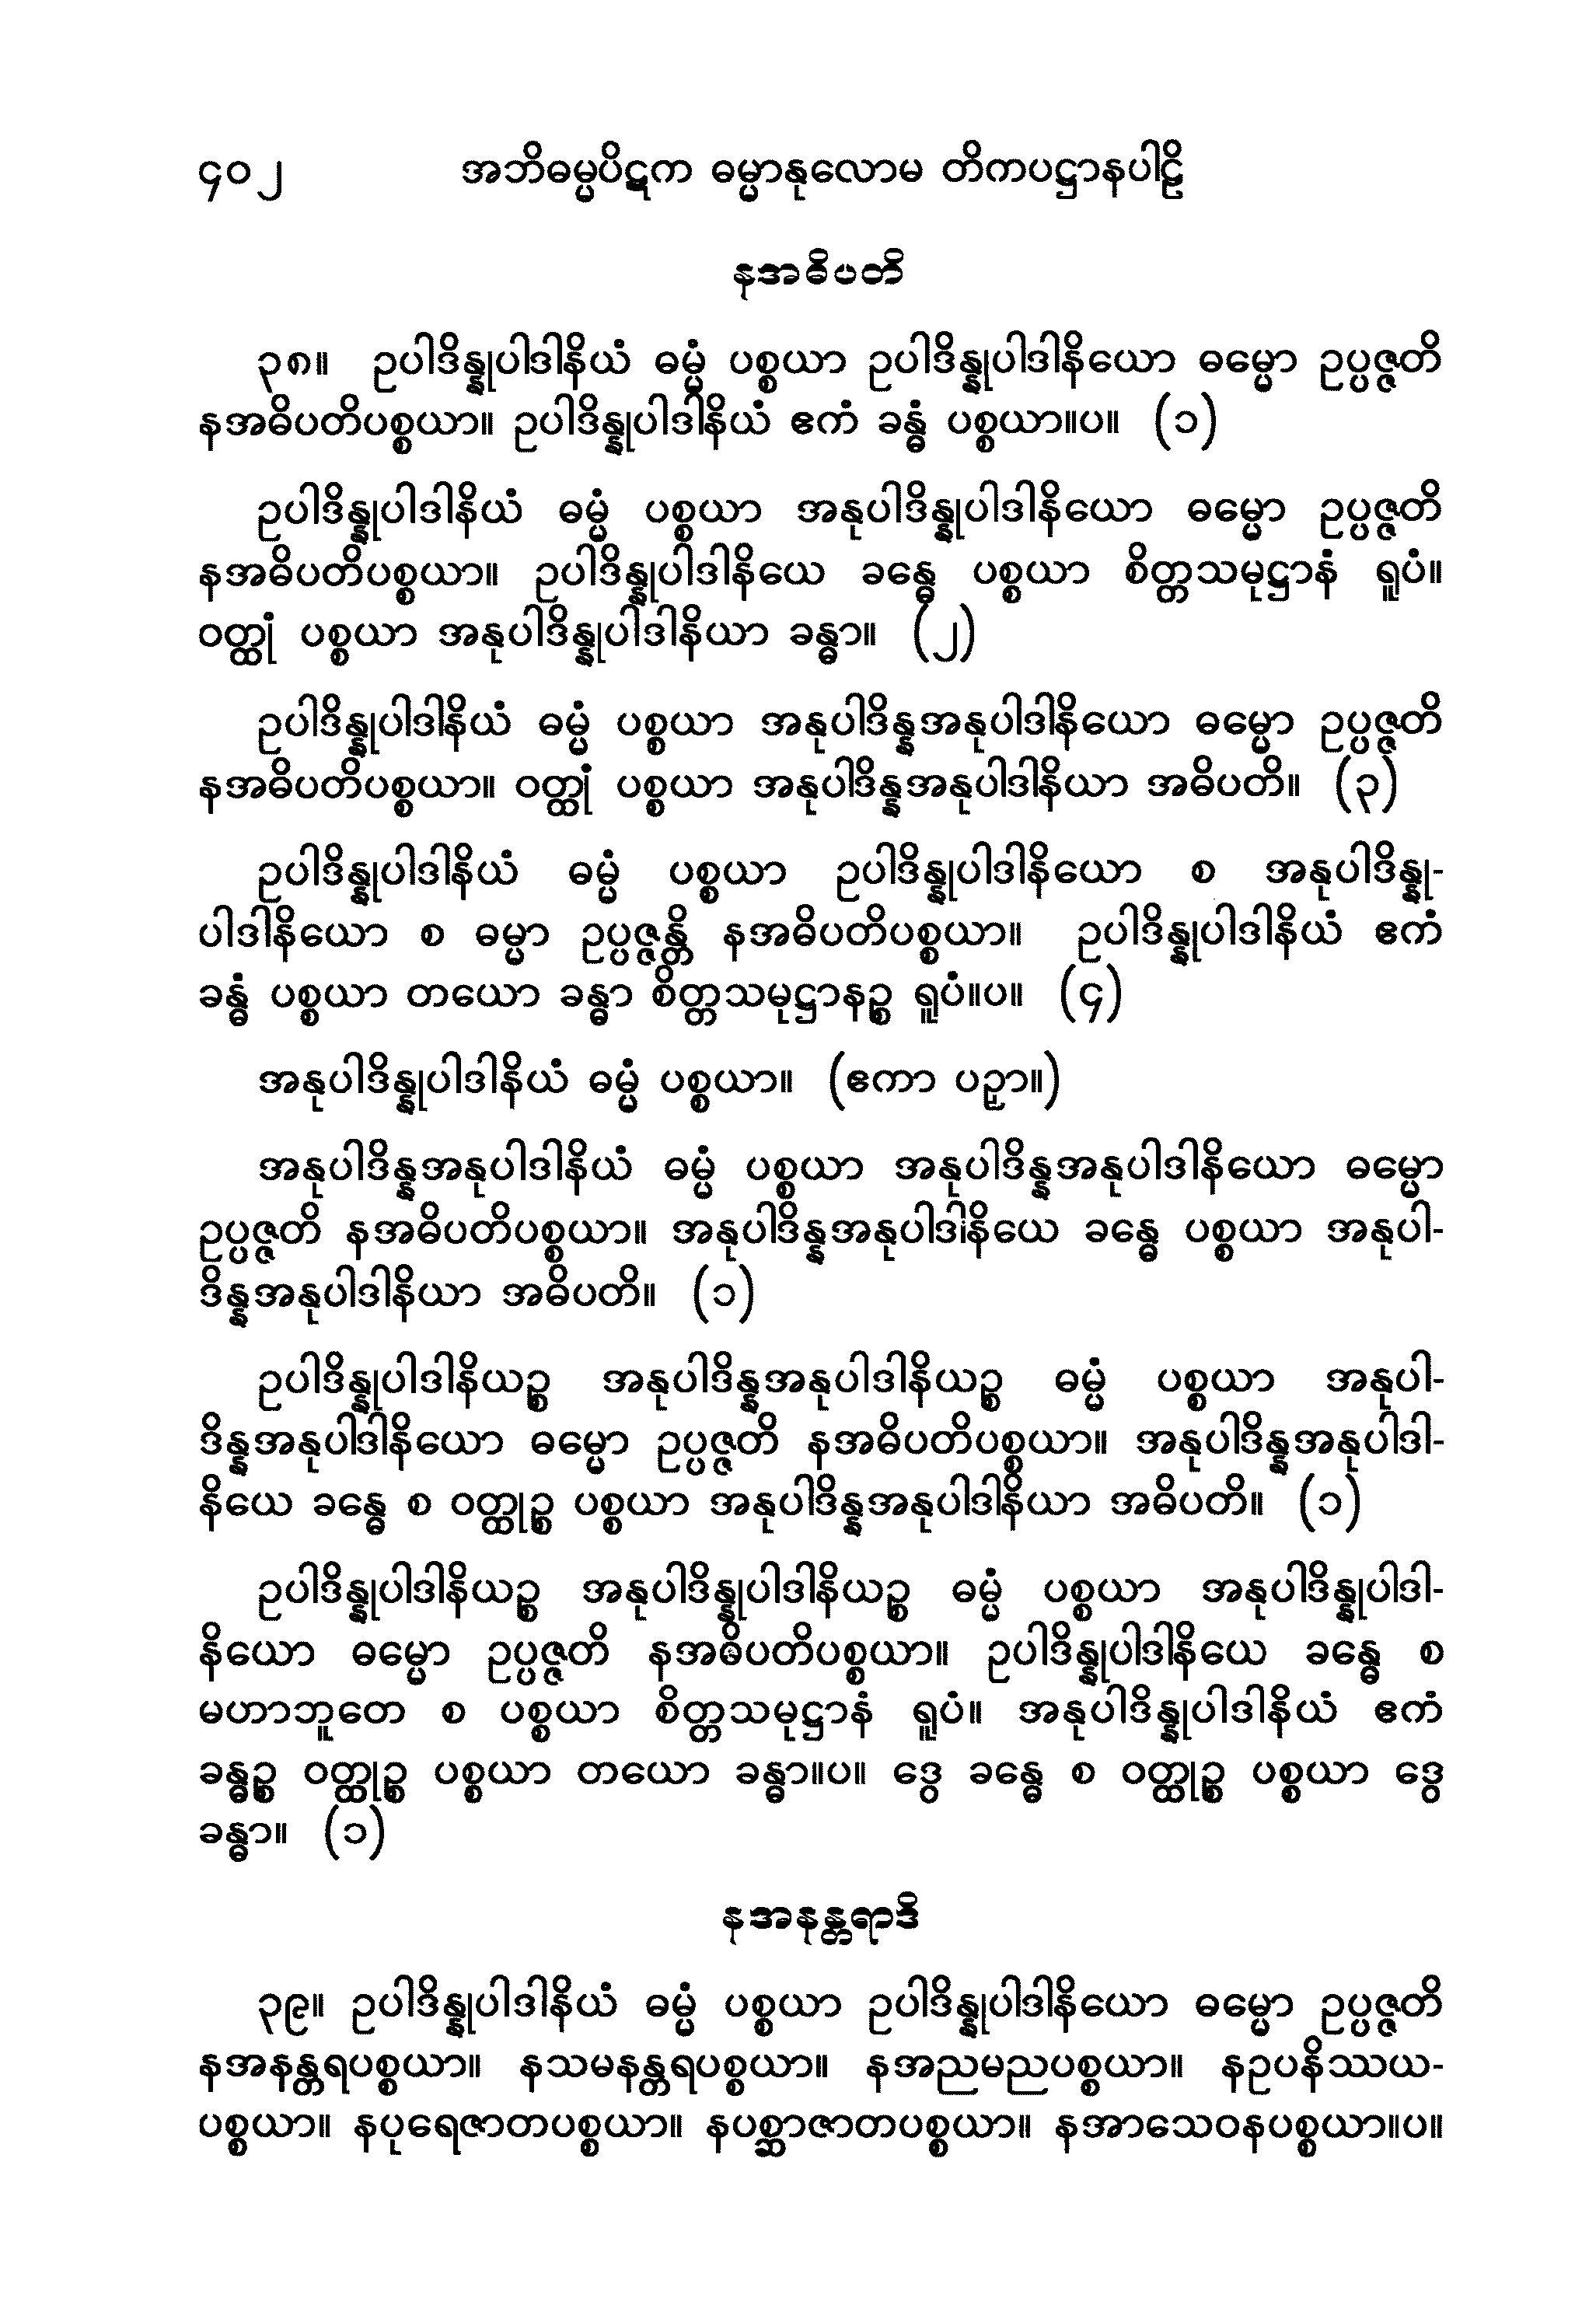 ၄၀၂ အဘိဓမ္မပိဋက ဓမ္မာနုလောမ တိကပဋ္ဌာနပါဠိ
နအဓိပတိ
၃၈။ ဥပါဒိန္နုပါဒါနိယံ ဓမ္မံ ပစ္စယာ ဥပါဒိန္နုပါဒါနိယော ဓမ္မော ဥပ္ပဇ္ဇတိ
နအဓိပတိပစ္စယာ။ ဥပါဒိန္နုပါဒါနိယံ ဧကံ ခန္ဓံ ပစ္စယာ။ပ။ (၁)
ဥပါဒိန္နုပါဒါနိယံ ဓမ္မံ ပစ္စယာ အနုပါဒိန္နုပါဒါနိယော ဓမ္မော ဥပ္ပဇ္ဇတိ
နအဓိပတိပစ္စယာ။ ဥပါဒိန္နုပါဒါနိယေ ခန္ဓေ ပစ္စယာ စိတ္တသမုဋ္ဌာနံ ရူပံ။
ဝတ္ထုံ ပစ္စယာ အနုပါဒိန္နုပါဒါနိယာ ခန္ဓာ။ (၂)
ဥပါဒိန္နုပါဒါနိယံ ဓမ္မံ ပစ္စယာ အနုပါဒိန္နအနုပါဒါနိယော ဓမ္မော ဥပ္ပဇ္ဇတိ
နအဓိပတိပစ္စယာ။ ဝတ္ထုံ ပစ္စယာ အနုပါဒိန္နအနုပါဒါနိယာ အဓိပတိ။ (၃)
ဥပါဒိန္နုပါဒါနိယံ ဓမ္မံ ပစ္စယာ ဥပါဒိန္နုပါဒါနိယော စ အနုပါဒိန္နု-
ပါဒါနိယော စ ဓမ္မာ ဥပ္ပဇ္ဇန္တိ နအဓိပတိပစ္စယာ။ ဥပါဒိန္နုပါဒါနိယံ ဧကံ
ခန္ဓံ ပစ္စယာ တယော ခန္ဓာ စိတ္တသမုဋ္ဌာနဉ္စ ရူပံ။ပ။ (၄)
အနုပါဒိန္နုပါဒါနိယံ ဓမ္မံ ပစ္စယာ။ (ဧကာ ပဉှာ။)
အနုပါဒိန္နအနုပါဒါနိယံ ဓမ္မံ ပစ္စယာ အနုပါဒိန္နအနုပါဒါနိယော ဓမ္မော
ဥပ္ပဇ္ဇတိ နအဓိပတိပစ္စယာ။ အနုပါဒိန္နအနုပါဒါနိယေ ခန္ဓေ ပစ္စယာ အနုပါ-
ဒိန္နအနုပါဒါနိယာ အဓိပတိ။ (၁)
ဥပါဒိန္နုပါဒါနိယဉ္စ အနုပါဒိန္နအနုပါဒါနိယဉ္စ ဓမ္မံ ပစ္စယာ အနုပါ-
ဒိန္နအနုပါဒါနိယော ဓမ္မော ဥပ္ပဇ္ဇတိ နအဓိပတိပစ္စယာ။ အနုပါဒိန္နအနုပါဒါ-
နိယေ ခန္ဓေ စ ဝတ္ထုဉ္စ ပစ္စယာ အနုပါဒိန္နအနုပါဒါနိယာ အဓိပတိ။ (၁)
ဥပါဒိန္နုပါဒါနိယဉ္စ အနုပါဒိန္နုပါဒါနိယဉ္စ ဓမ္မံ ပစ္စယာ အနုပါဒိန္နုပါဒါ-
နိယော ဓမ္မော ဥပ္ပဇ္ဇတိ နအဓိပတိပစ္စယာ။ ဥပါဒိန္နုပါဒါနိယေ ခန္ဓေ စ
မဟာဘူတေ စ ပစ္စယာ စိတ္တသမုဋ္ဌာနံ ရူပံ။ အနုပါဒိန္နုပါဒါနိယံ ဧကံ
ခန္ဓဉ္စ ဝတ္ထုဉ္စ ပစ္စယာ တယော ခန္ဓာ။ပ။ ဒွေ ခန္ဓေ စ ဝတ္ထုဉ္စ ပစ္စယာ ဒွေ
ခန္ဓာ။ (၁)
နအနန္တရာဒိ
၃၉။ ဥပါဒိန္နုပါဒါနိယံ ဓမ္မံ ပစ္စယာ ဥပါဒိန္နုပါဒါနိယော ဓမ္မော ဥပ္ပဇ္ဇတိ
နအနန္တရပစ္စယာ။ နသမနန္တရပစ္စယာ။ နအညမညပစ္စယာ။ နဥပနိဿယ-
ပစ္စယာ။ နပုရေဇာတပစ္စယာ။ နပစ္ဆာဇာတပစ္စယာ။ နအာသေဝနပစ္စယာ။ပ။